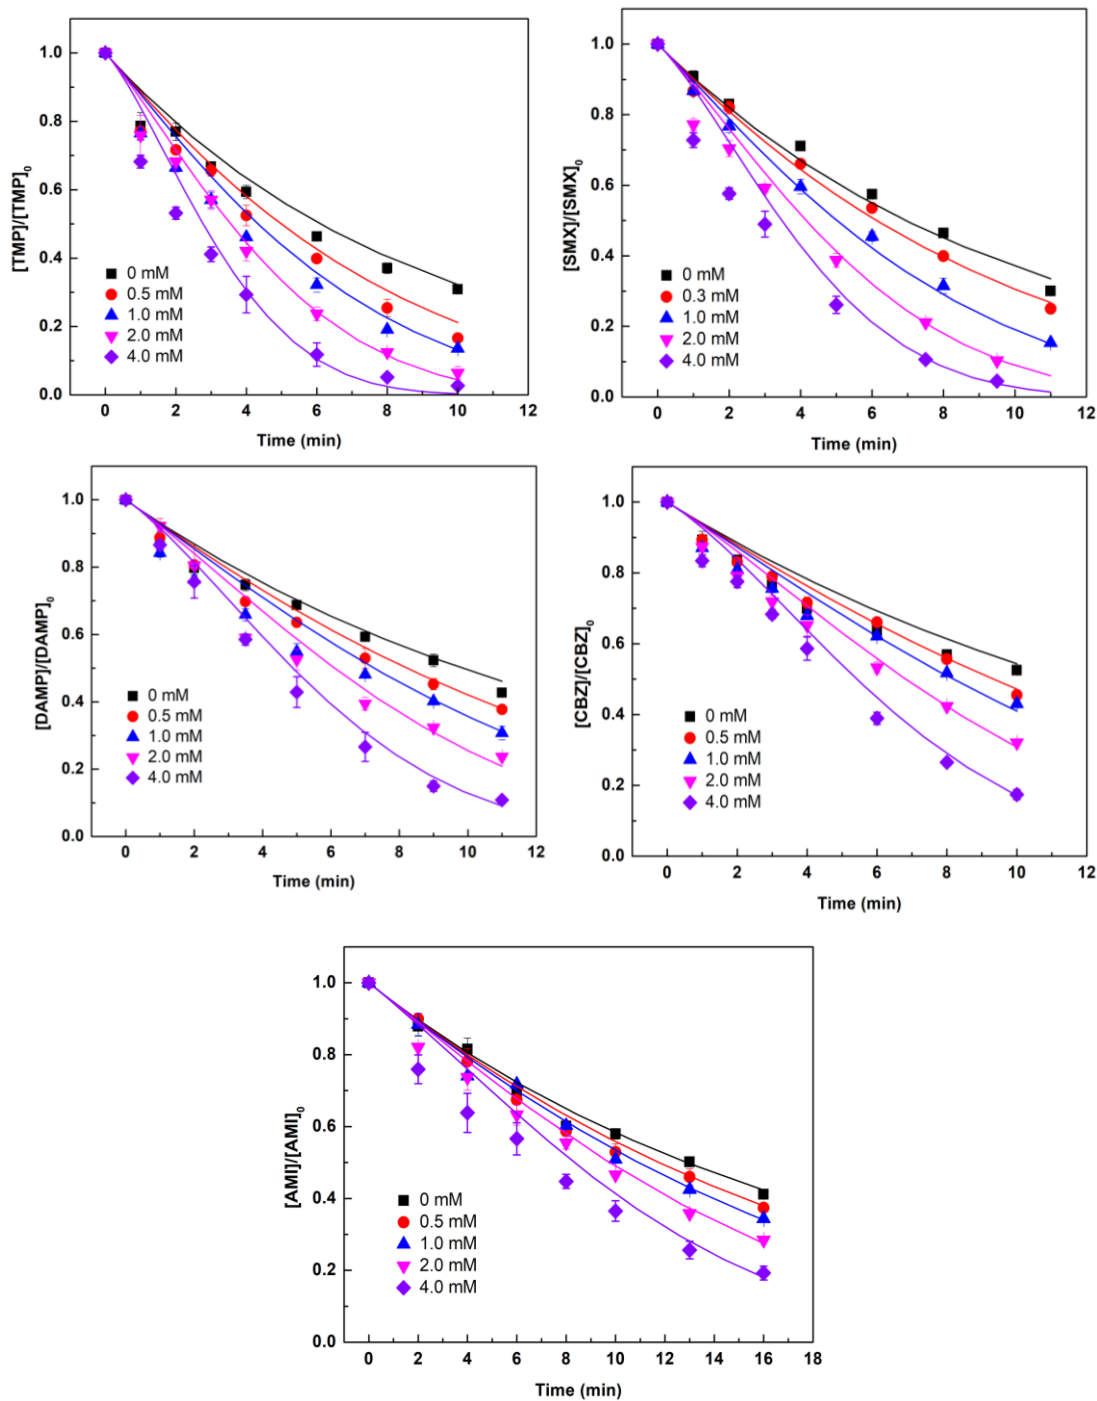 1.0
0.8
0.6
0.4
0.2
0.0
[TMP]/[TMP]0
0 mM
0.5 mM
1.0 mM
2.0 mM
4.0 mM
0 2 4 6 8 10 12
Time (min)
1.0
0.8
0.6
0.4
0.2
0.0
[SMX]/[SMX]0
0 mM
0.3 mM
1.0 mM
2.0 mM
4.0 mM
0 2 4 6 8 10 12
Time (min)
1.0
0.8
0.6
0.4
0.2
0.0
[DAMP]/[DAMP]0
0 mM
0.5 mM
1.0 mM
2.0 mM
4.0 mM
0 2 4 6 8 10 12
Time (min)
1.0
0.8
0.6
0.4
0.2
0.0
[CBZ]/[CBZ]0
0 mM
0.5 mM
1.0 mM
2.0 mM
4.0 mM
0 2 4 6 8 10 12
Time (min)
1.0
0.8
0.6
0.4
0.2
0.0
[AMI]/[AMI]0
0 mM
0.5 mM
1.0 mM
2.0 mM
4.0 mM
0 2 4 6 8 10 12 14 16 18
Time (min)